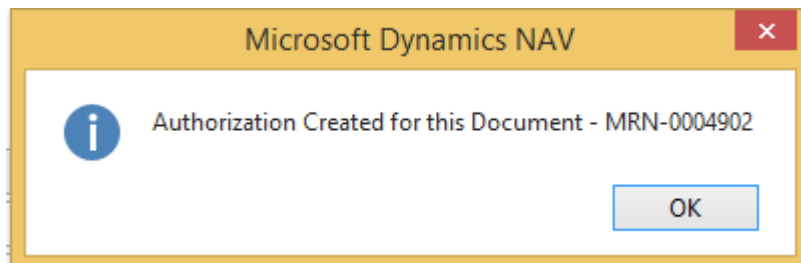 Microsoft Dynamics NAV
Authorization Created for this Document - MRN-0004902
OK